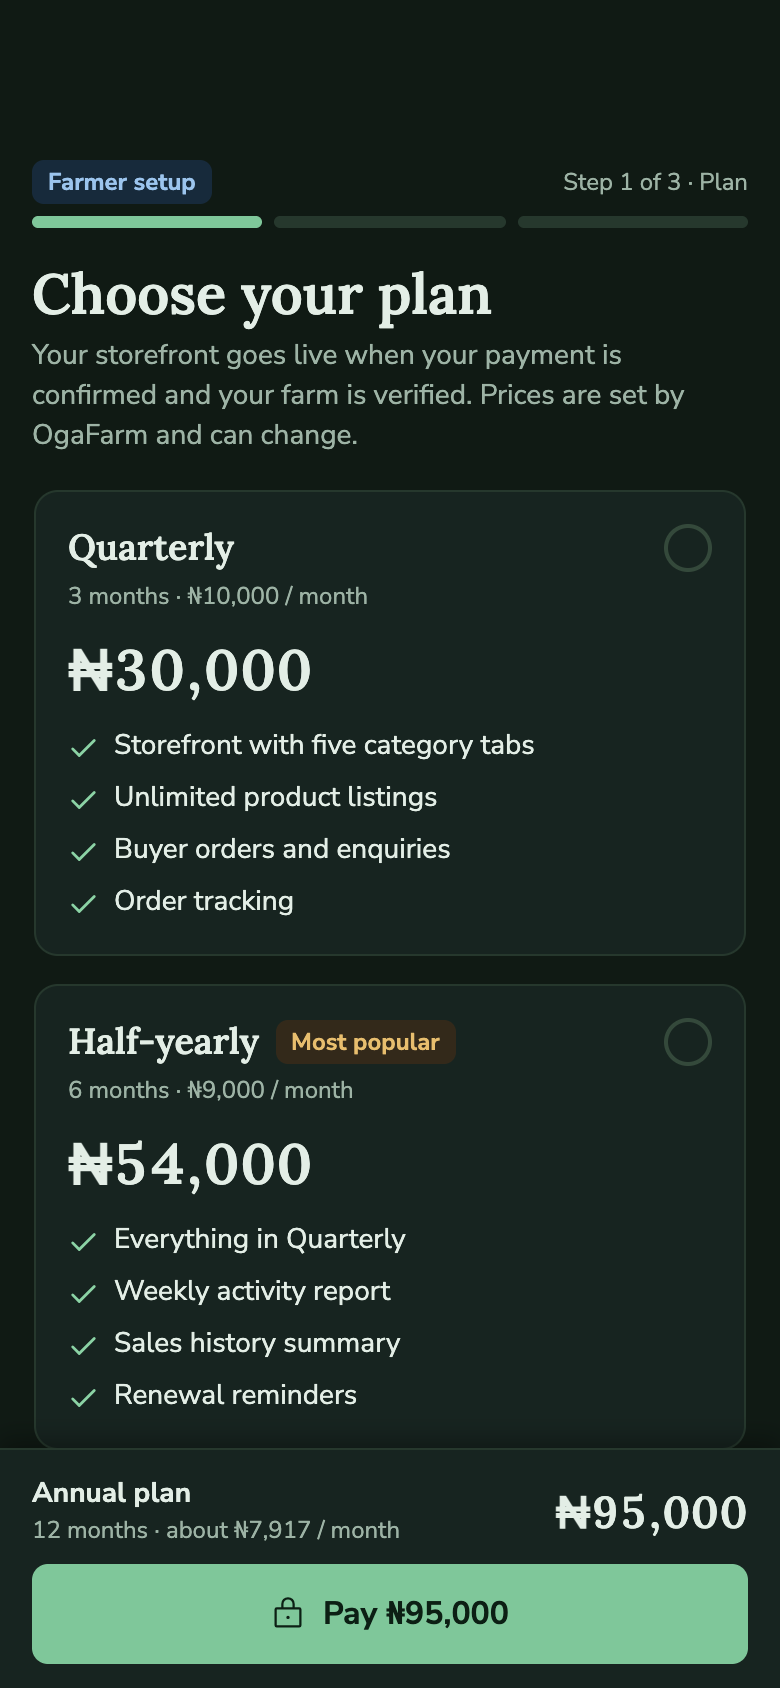 Farmer setup
Step 1 of 3 · Plan
Choose your plan
Your storefront goes live when your payment is
confirmed and your farm is verified. Prices are set by
OgaFarm and can change.
Quarterly
3 months · ₦10,000 / month
₦30,000
Storefront with five category tabs
Unlimited product listings
Buyer orders and enquiries
Order tracking
Half-yearly
Most popular
6 months · ₦9,000 / month
₦54,000
Everything in Quarterly
Weekly activity report
Sales history summary
Renewal reminders
Annual plan
12 months · about ₦7,917 / month
₦95,000
Pay ₦95,000